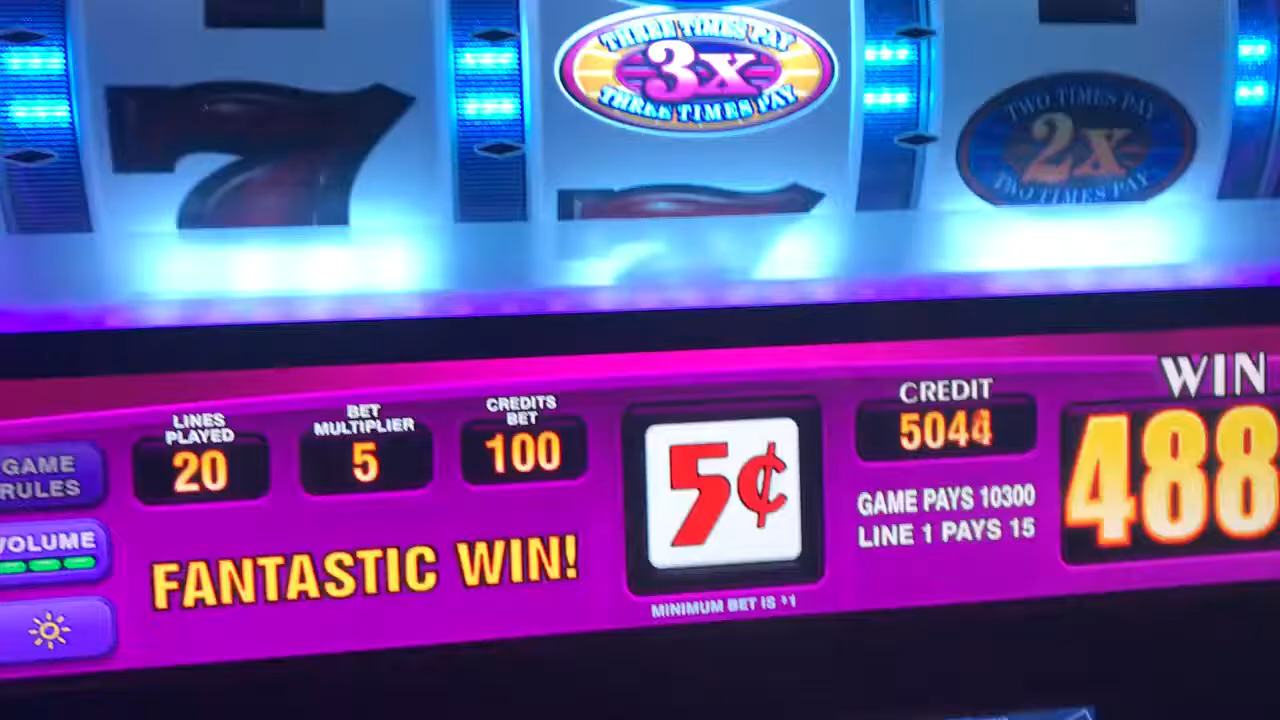 THREE TIMES PAY
3x
THREE TIMES PAY
TWO TIMES PAY
2x
TWO TIMES PAY
7
WIN
488
CREDIT
5044
GAME PAYS 10300
LINE 1 PAYS 15
5¢
MINIMUM BET IS $1
CREDITS BET
100
BET MULTIPLIER
5
LINES PLAYED
20
GAME RULES
VOLUME
FANTASTIC WIN!